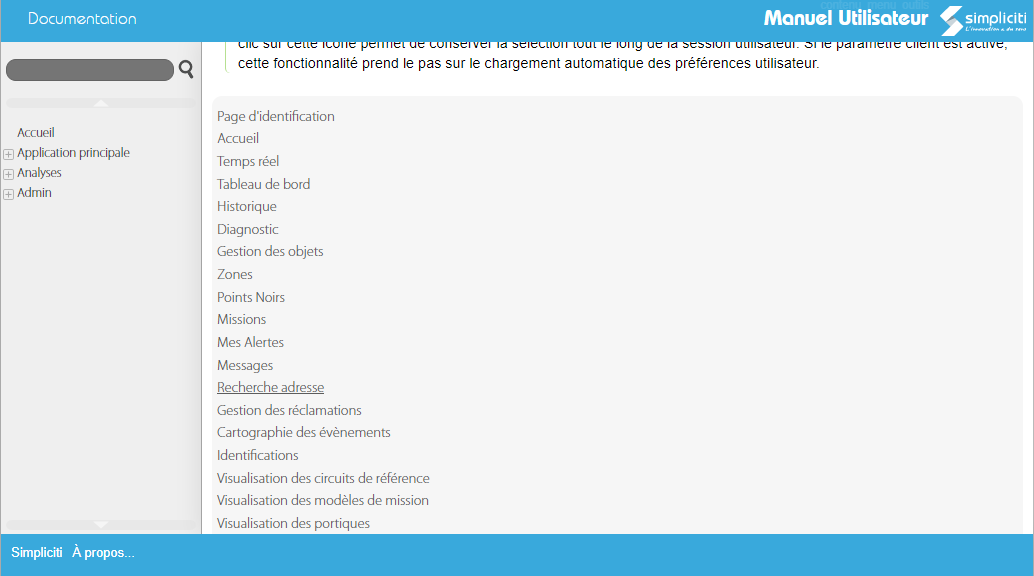 Documentation
contenu menu outils
Manuel Utilisateur
simpliciti
L'innovation a du sens
clic sur cette icône permet de conserver la sélection tout le long de la session utilisateur. Si le paramètre client est activé,
cette fonctionnalité prend le pas sur le chargement automatique des préférences utilisateur.
Accueil
Application principale
Analyses
Admin
Page d'identification
Accueil
Temps réel
Tableau de bord
Historique
Diagnostic
Gestion des objets
Zones
Points Noirs
Missions
Mes Alertes
Messages
Recherche adresse
Gestion des réclamations
Cartographie des évènements
Identifications
Visualisation des circuits de référence
Visualisation des modèles de mission
Visualisation des portiques
Simpliciti À propos...